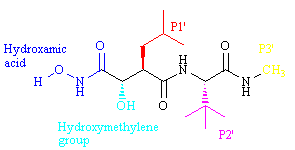 P1'
Hydroxamic
acid
O
O
P3'
H
O
N
H
H
N
N
H
CH3
OH
O
Hydroxymethylene
group
P2'